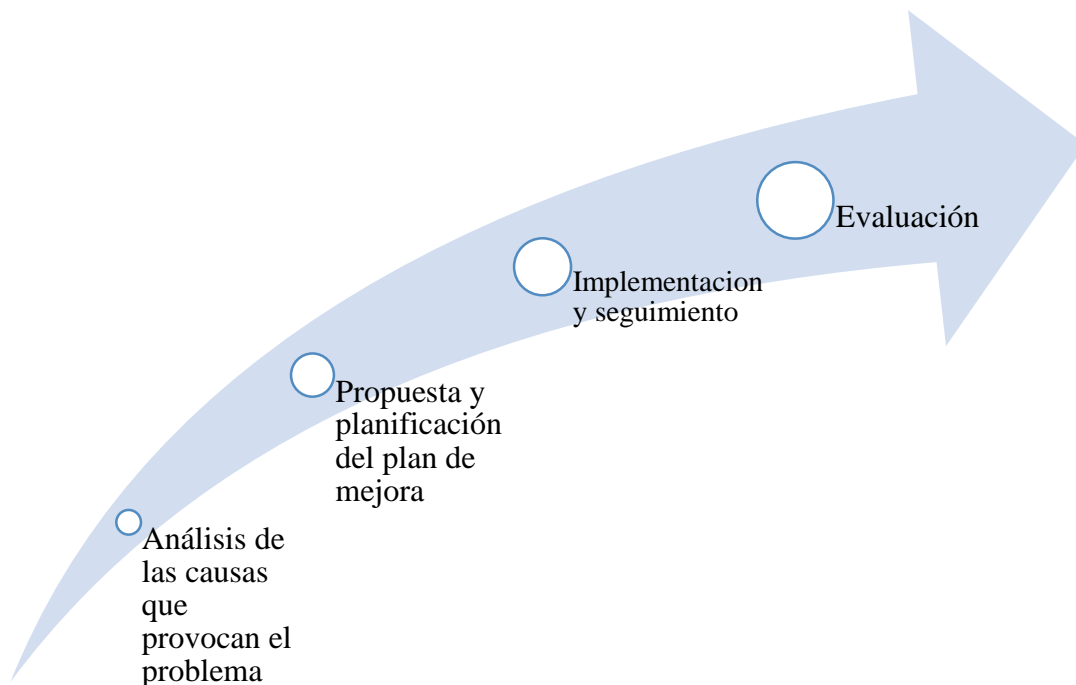 Análisis de
las causas
que
provocan el
problema
Propuesta y
planificación
del plan de
mejora
Implementacion
y seguimiento
Evaluación